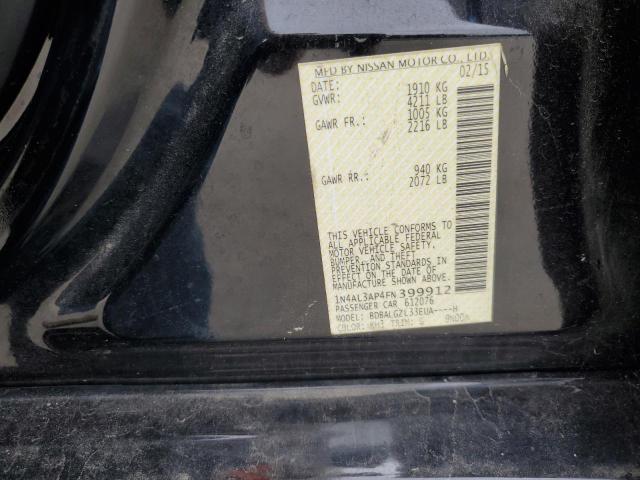 MFD BY NISSAN MOTOR CO., LTD.
DATE: 02/15
GVWR: 1910 KG
4211 LB
GAWR FR.: 1005 KG
2216 LB
GAWR RR.: 940 KG
2072 LB
THIS VEHICLE CONFORMS TO
ALL APPLICABLE FEDERAL
MOTOR VEHICLE SAFETY,
BUMPER, AND THEFT
PREVENTION STANDARDS IN
EFFECT ON THE DATE OF
MANUFACTURE SHOWN ABOVE.
1N4AL3AP4FN399912
PASSENGER CAR 612076
MODEL: BDBALGZL33EUA----H
COLOR: KH3 TRIM: G